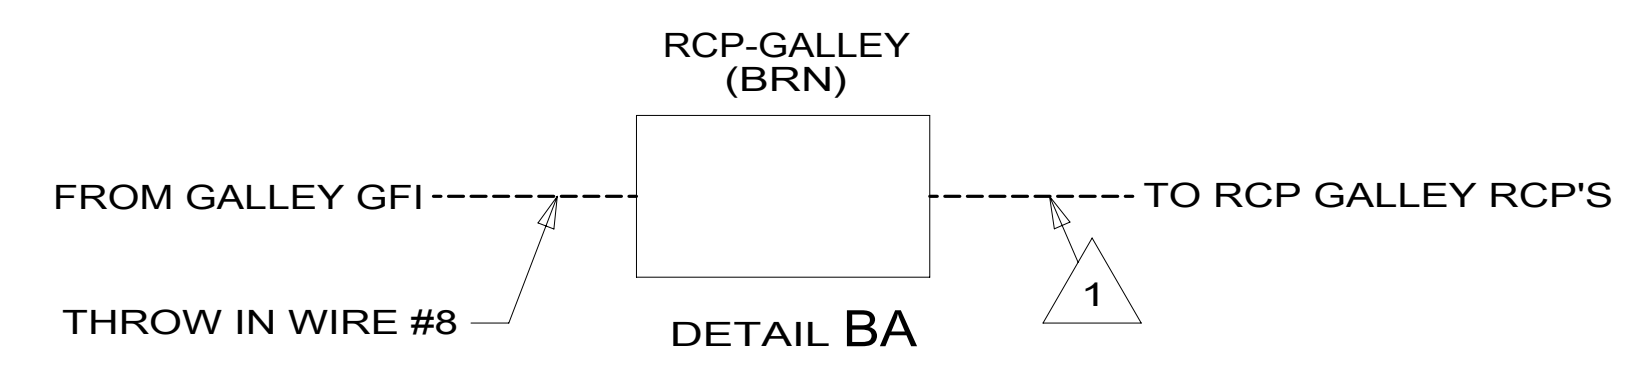 RCP-GALLEY
(BRN)
FROM GALLEY GFI
TO RCP GALLEY RCP'S
THROW IN WIRE #8
1
DETAIL BA